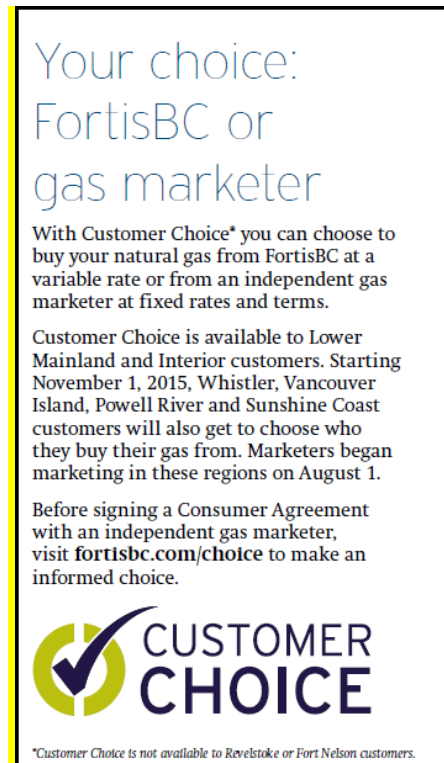 Your choice:
FortisBC or
gas marketer
With Customer Choice* you can choose to
buy your natural gas from FortisBC at a
variable rate or from an independent gas
marketer at fixed rates and terms.
Customer Choice is available to Lower
Mainland and Interior customers. Starting
November 1, 2015, Whistler, Vancouver
Island, Powell River and Sunshine Coast
customers will also get to choose who
they buy their gas from. Marketers began
marketing in these regions on August 1.
Before signing a Consumer Agreement
with an independent gas marketer,
visit fortisbc.com/choice to make an
informed choice.
CUSTOMER
CHOICE
*Customer Choice is not available to Revelstoke or Fort Nelson customers.